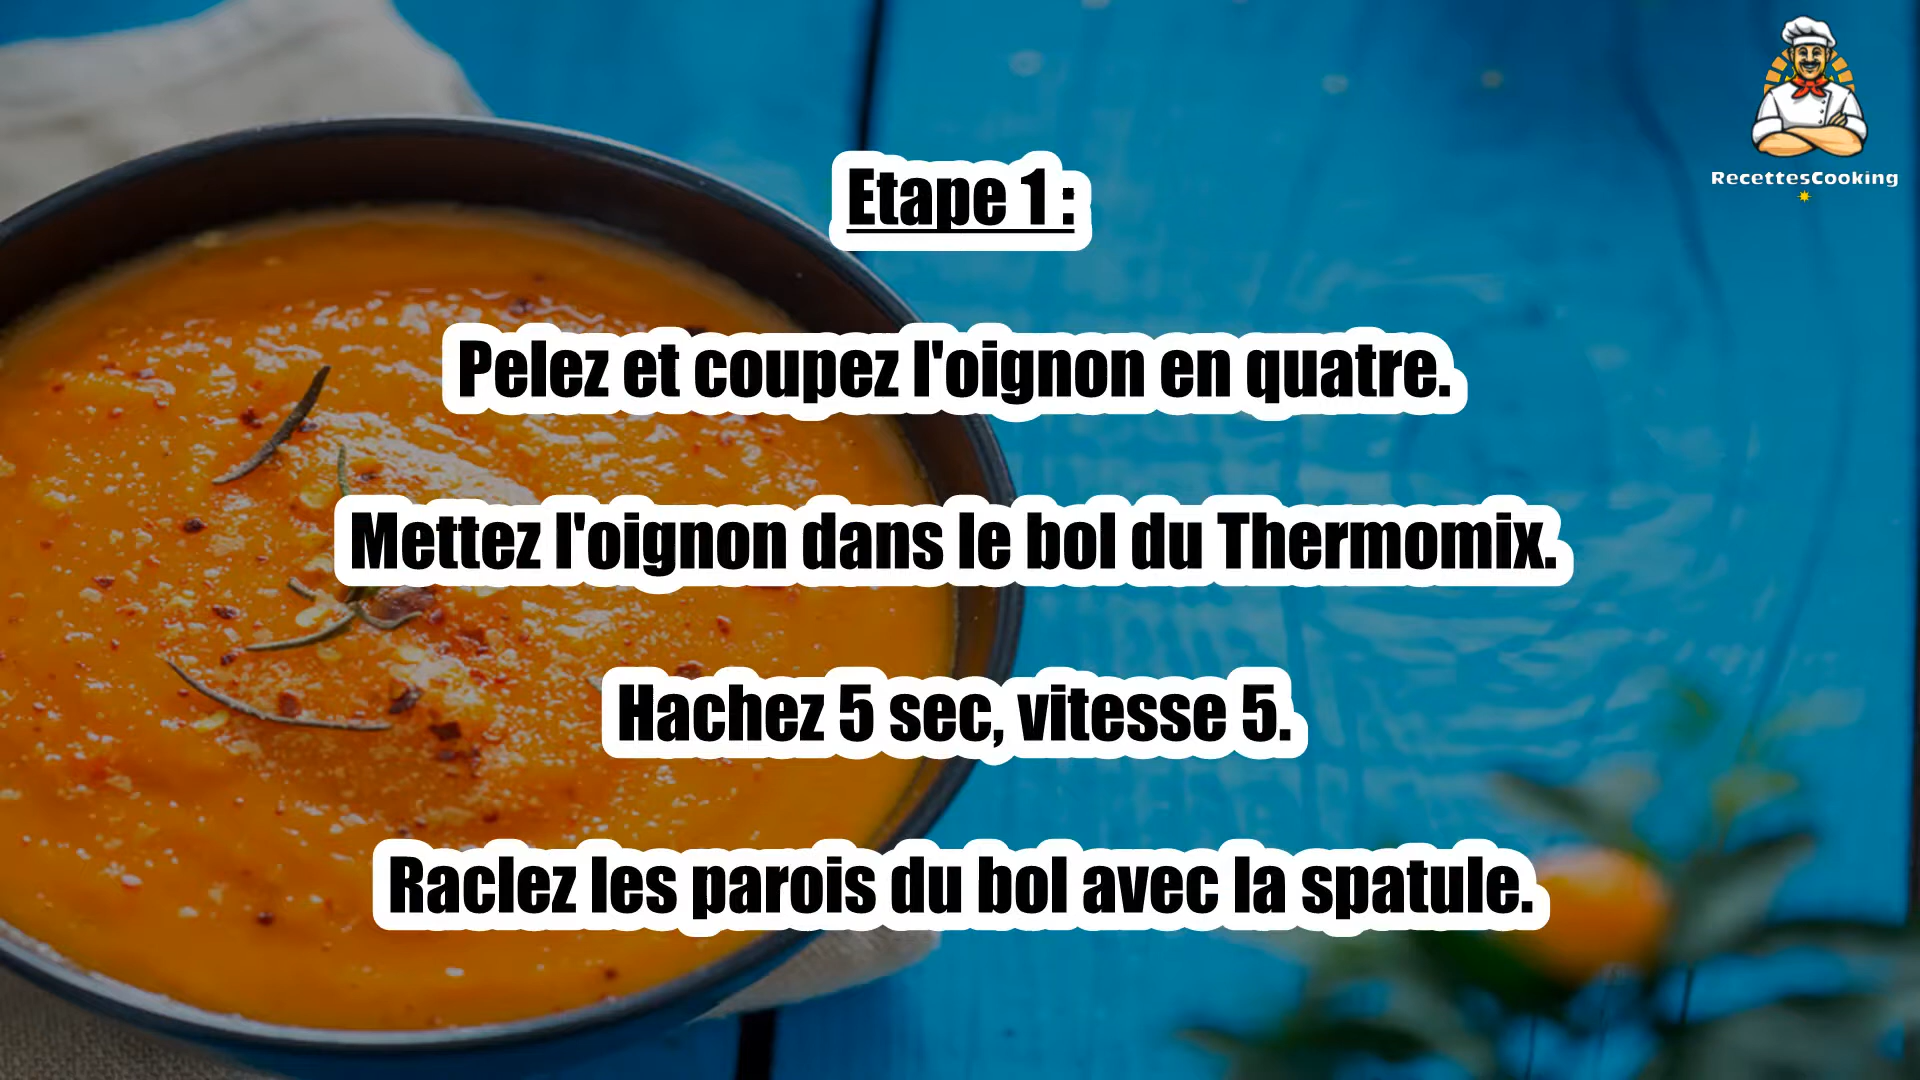 RecettesCooking
Etape 1 :
Pelez et coupez l'oignon en quatre.
Mettez l'oignon dans le bol du Thermomix.
Hachez 5 sec, vitesse 5.
Raclez les parois du bol avec la spatule.